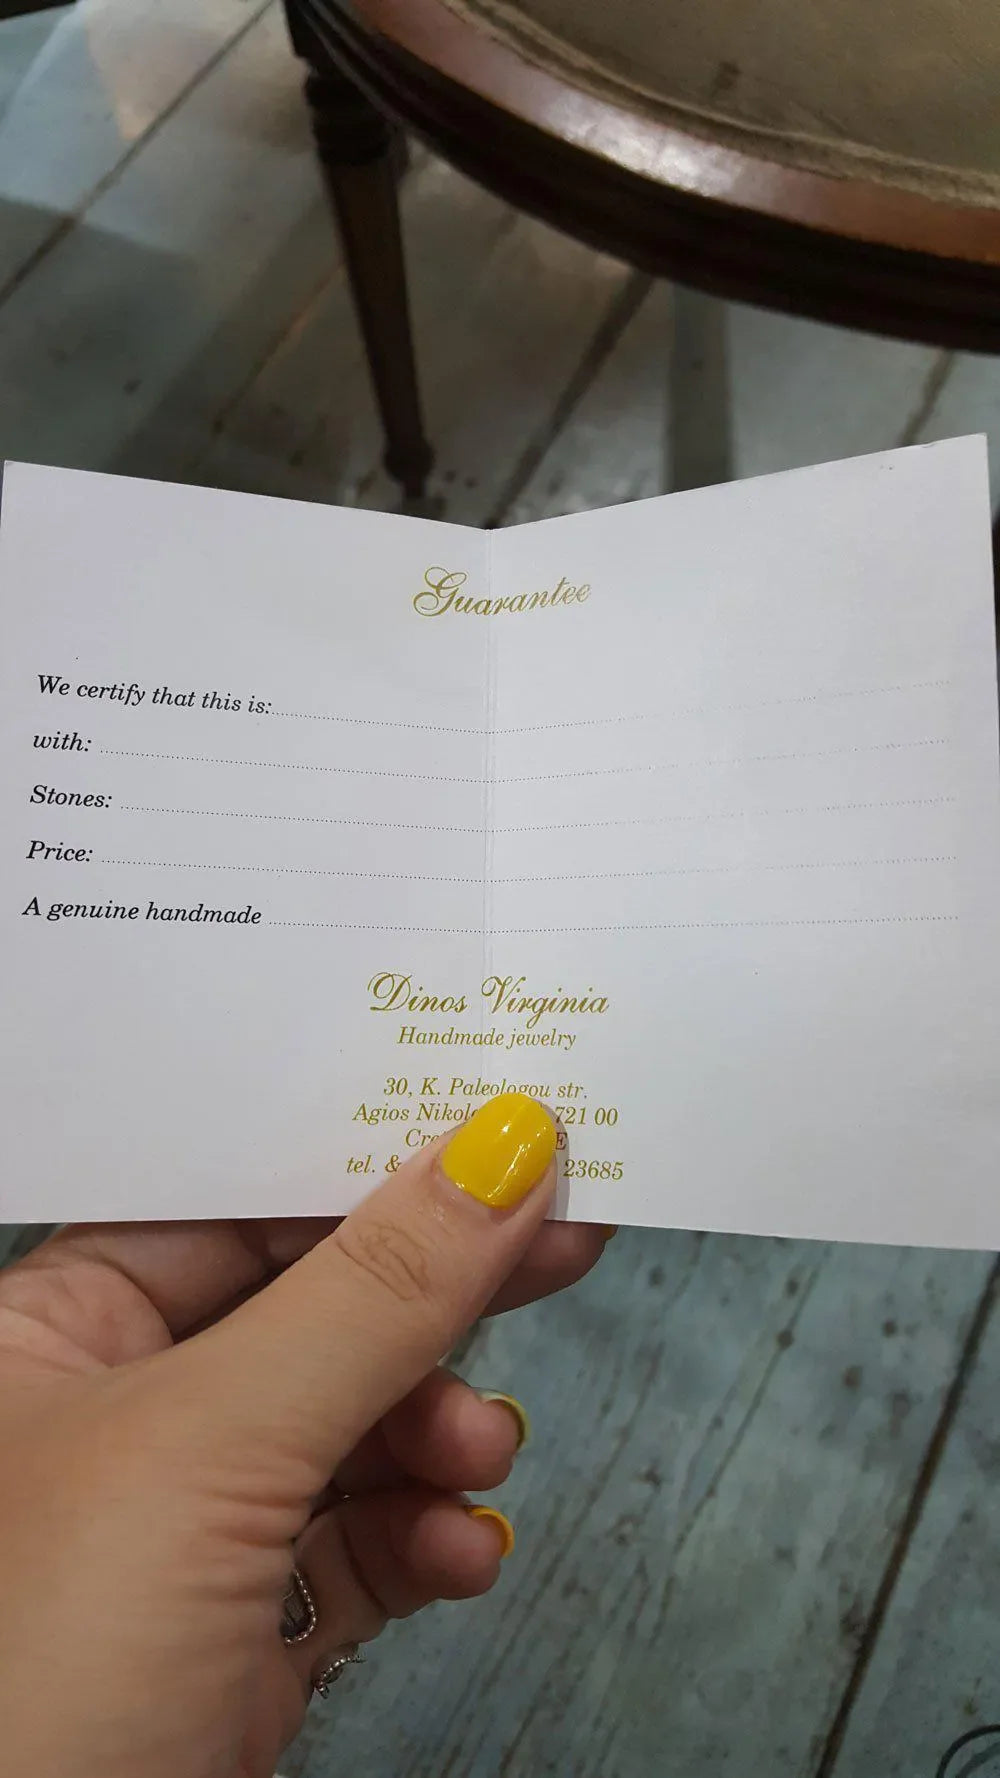 Guarantee
We certify that this is:
with:
Stones:
Price:
A genuine handmade
Dinos Virginia
Handmade jewelry
30, K. Paleologou str.
Agios 721 00
tel. & 23685